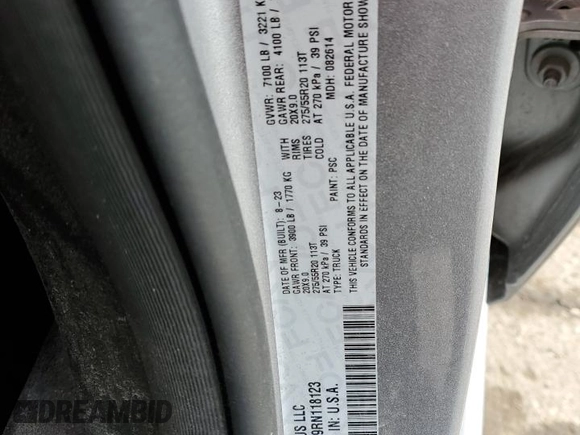 US LLC
9RN118123
IN: U.S.A.
DATE OF MFR (BUILT): 8-23
GVWR: 7100 LB / 3221 K
GAWR FRONT: 3900 LB / 1770 KG WITH
GAWR REAR: 4100 LB /
20X9.0 RIMS 20X9.0
275/55R20 113T TIRES 275/55R20 113T
AT 270 kPa / 39 PSI COLD AT 270 kPa / 39 PSI
TYPE: TRUCK PAINT: PSC MDH: 082614
THIS VEHICLE CONFORMS TO ALL APPLICABLE U.S.A. FEDERAL MOTOR
STANDARDS IN EFFECT ON THE DATE OF MANUFACTURE SHOW
DREAMBID